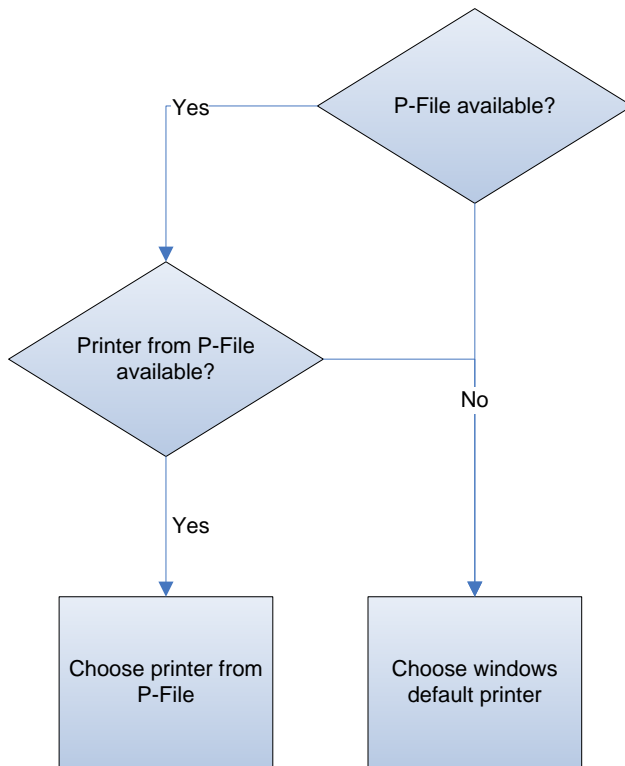 P-File available?
Yes
Printer from P-File
available?
No
Yes
Choose printer from
P-File
Choose windows
default printer